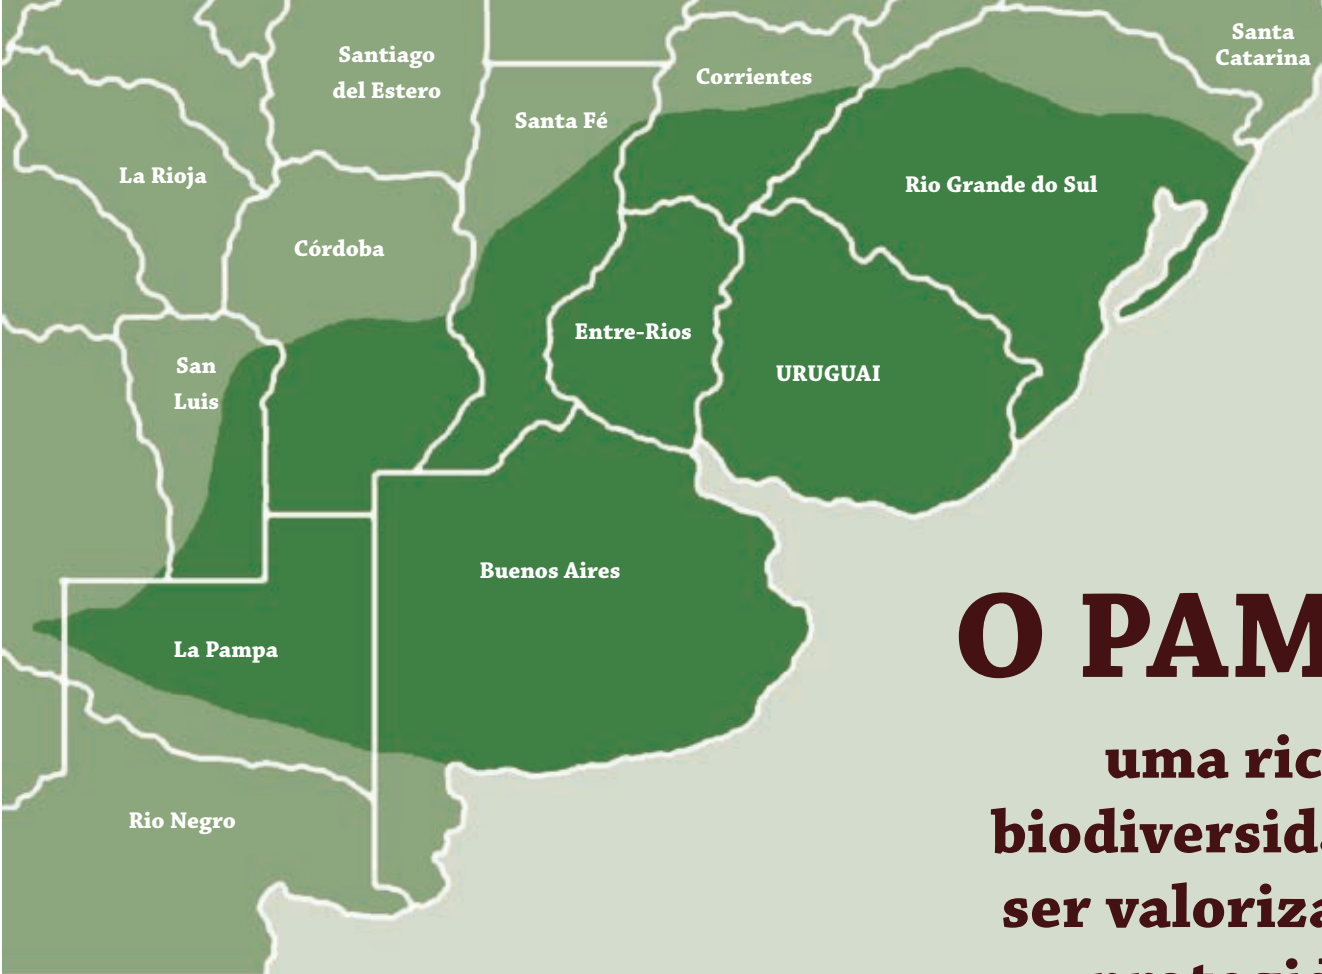 Santa
Catarina
Santiago
del Estero
Corrientes
Santa Fé
La Rioja
Rio Grande do Sul
Córdoba
Entre-Rios
San
Luis
URUGUAI
Buenos Aires
La Pampa
Rio Negro
O PAM
uma ric
biodiversid
ser valoriza